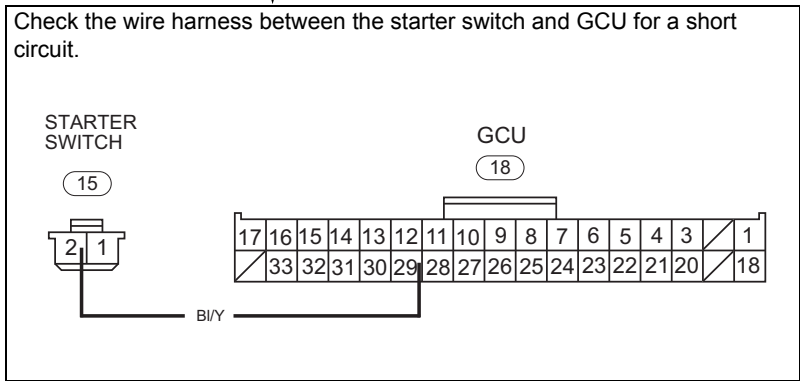 Check the wire harness between the starter switch and GCU for a short
circuit.
STARTER
SWITCH
GCU
15
18
2 1
17 16 15 14 13 12 11 10 9 8 7 6 5 4 3 1
33 32 31 30 29 28 27 26 25 24 23 22 21 20 18
Bl/Y